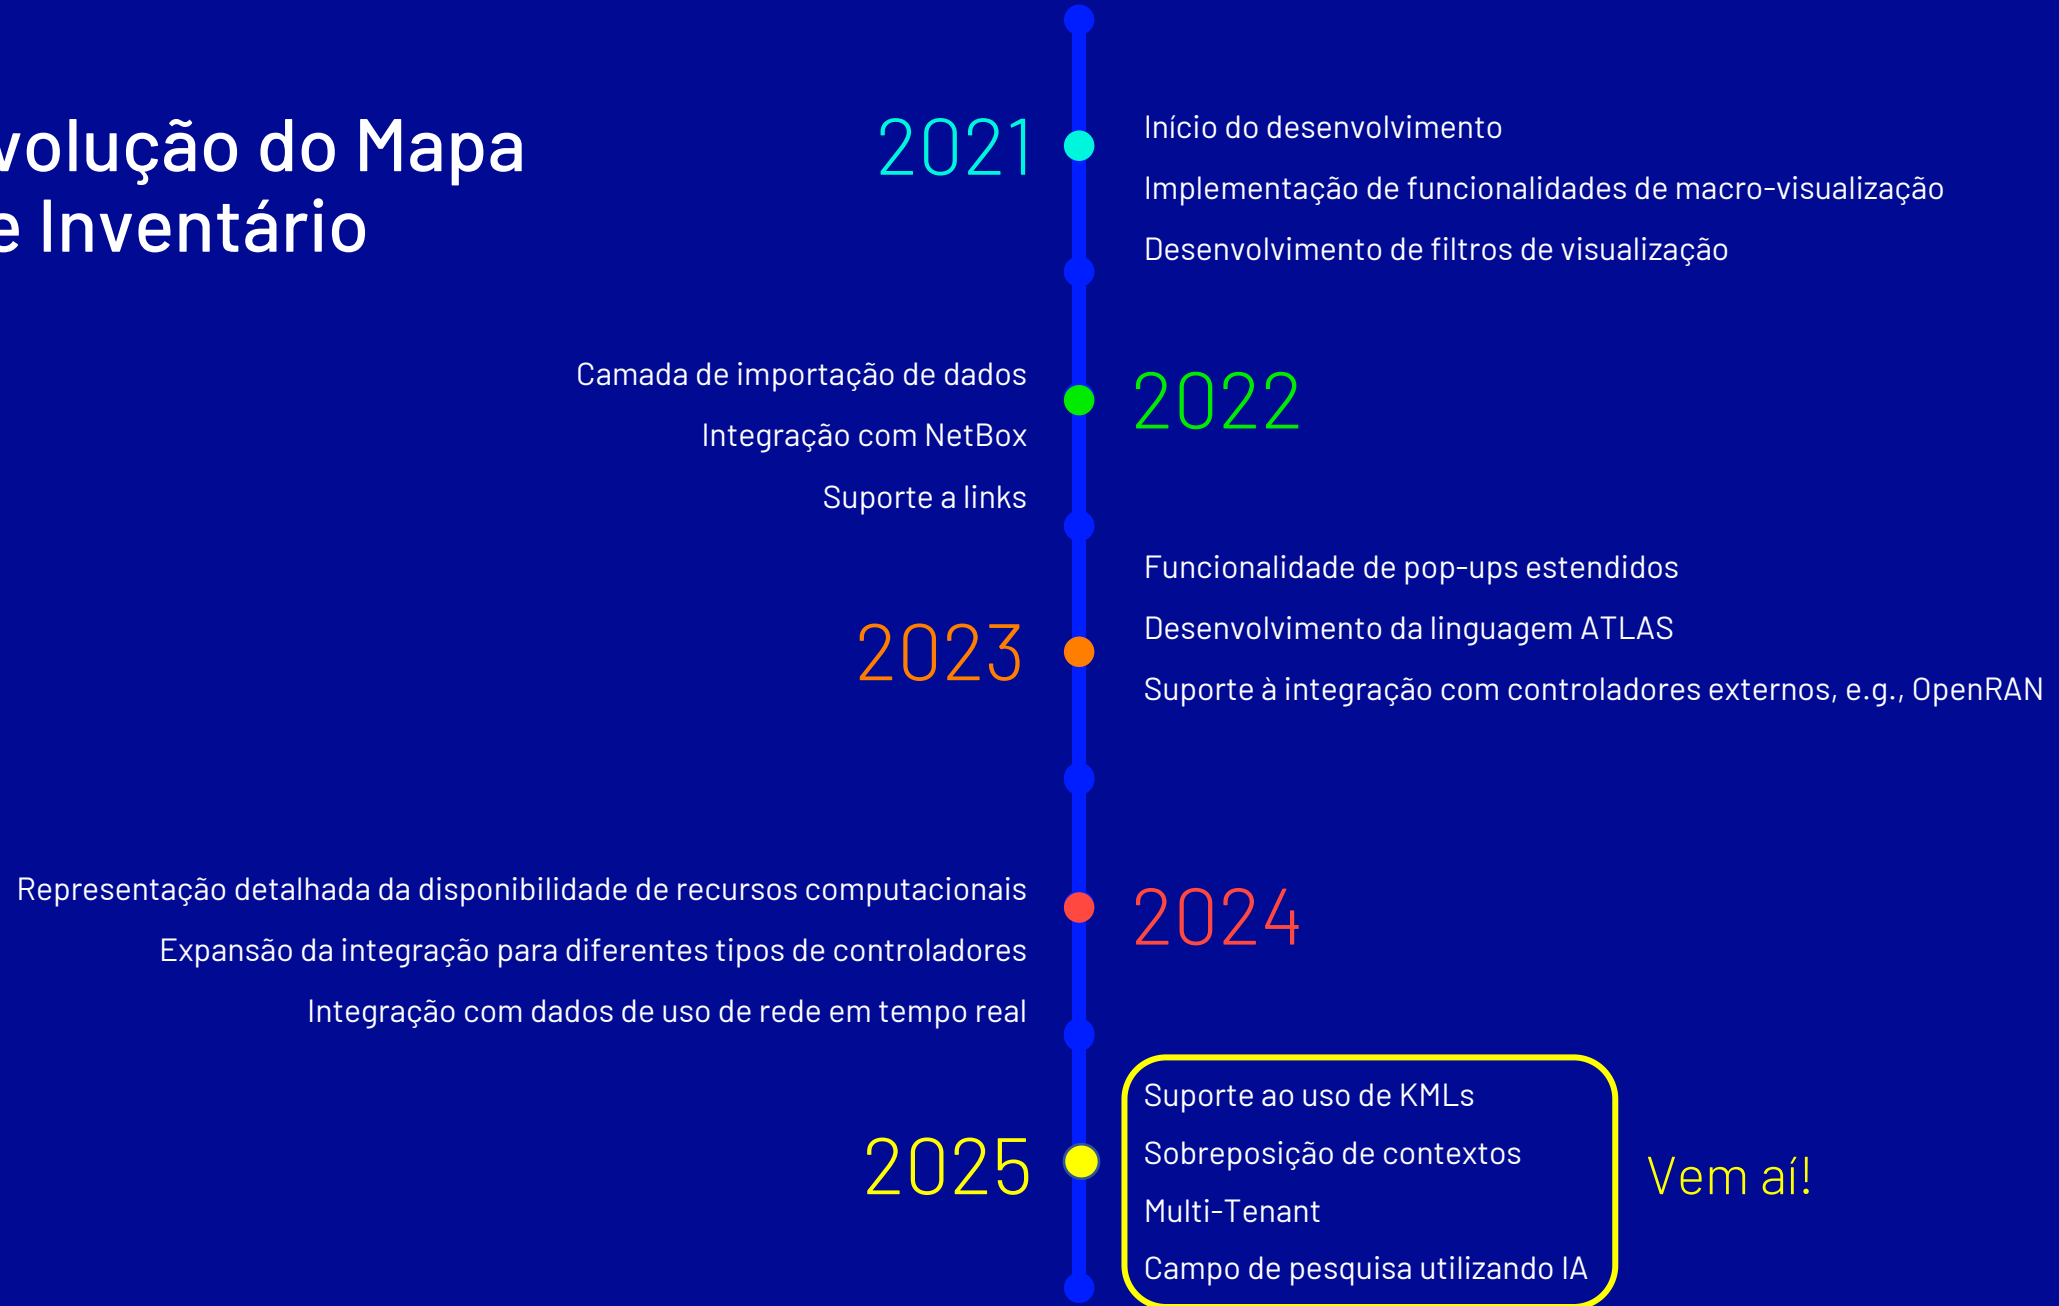 volução do Mapa
e Inventário
2021
Início do desenvolvimento
Implementação de funcionalidades de macro-visualização
Desenvolvimento de filtros de visualização
Camada de importação de dados
Integração com NetBox
Suporte a links
2022
2023
Funcionalidade de pop-ups estendidos
Desenvolvimento da linguagem ATLAS
Suporte à integração com controladores externos, e.g., OpenRAN
Representação detalhada da disponibilidade de recursos computacionais
Expansão da integração para diferentes tipos de controladores
Integração com dados de uso de rede em tempo real
2024
2025
Suporte ao uso de KMLs
Sobreposição de contextos
Multi-Tenant
Campo de pesquisa utilizando IA
Vem aí!